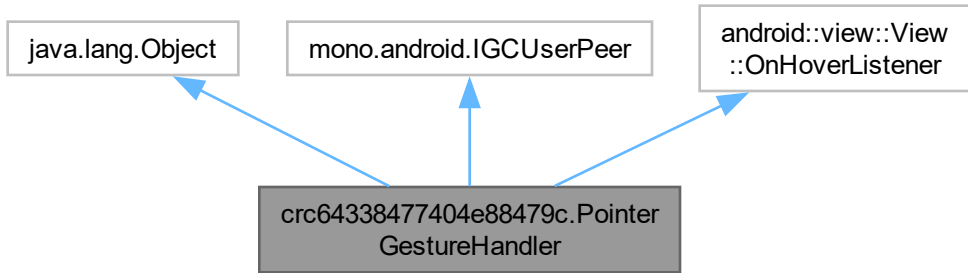 java.lang.Object
mono.android.IGCUserPeer
android::view::View
::OnHoverListener
crc64338477404e88479c.Pointer
GestureHandler